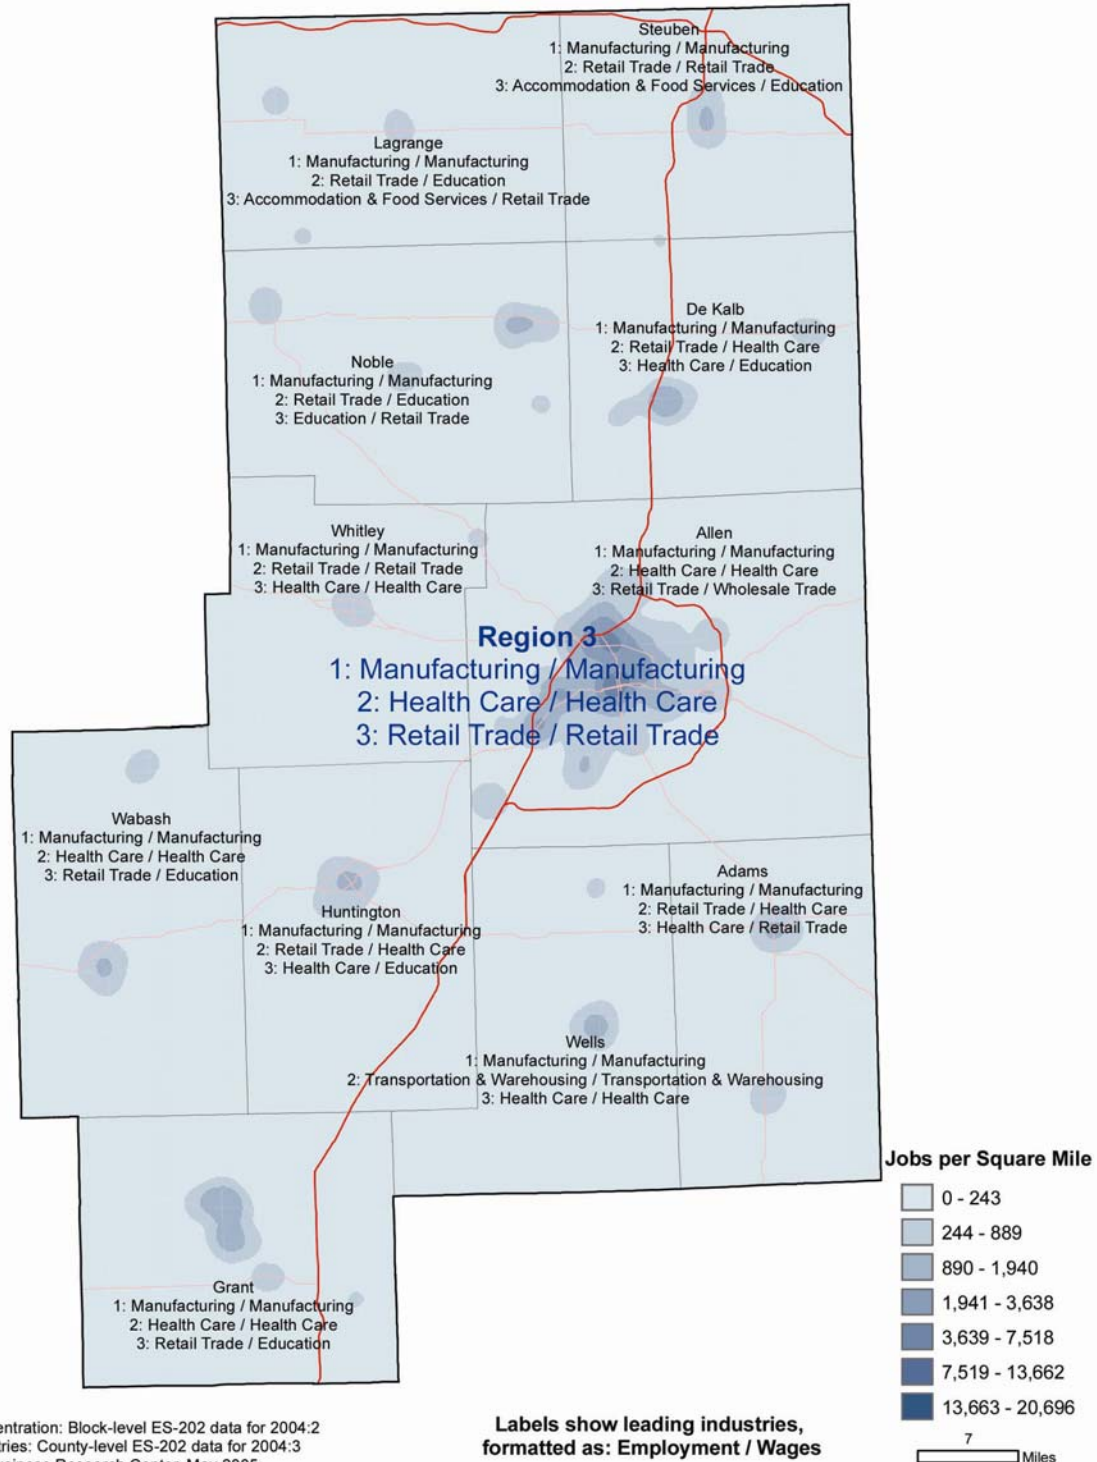 Steuben
1: Manufacturing / Manufacturing
2: Retail Trade / Retail Trade
3: Accommodation & Food Services / Education
Lagrange
1: Manufacturing / Manufacturing
2: Retail Trade / Education
3: Accommodation & Food Services / Retail Trade
De Kalb
1: Manufacturing / Manufacturing
2: Retail Trade / Health Care
3: Health Care / Education
Noble
1: Manufacturing / Manufacturing
2: Retail Trade / Education
3: Education / Retail Trade
Whitley
1: Manufacturing / Manufacturing
2: Retail Trade / Retail Trade
3: Health Care / Health Care
Allen
1: Manufacturing / Manufacturing
2: Health Care / Health Care
3: Retail Trade / Wholesale Trade
Region 3
1: Manufacturing / Manufacturing
2: Health Care / Health Care
3: Retail Trade / Retail Trade
Wabash
1: Manufacturing / Manufacturing
2: Health Care / Health Care
3: Retail Trade / Education
Adams
1: Manufacturing / Manufacturing
2: Retail Trade / Health Care
3: Health Care / Retail Trade
Huntington
1: Manufacturing / Manufacturing
2: Retail Trade / Health Care
3: Health Care / Education
Wells
1: Manufacturing / Manufacturing
2: Transportation & Warehousing / Transportation & Warehousing
3: Health Care / Health Care
Grant
1: Manufacturing / Manufacturing
2: Health Care / Health Care
3: Retail Trade / Education
Jobs per Square Mile
0 - 243
244 - 889
890 - 1,940
1,941 - 3,638
3,639 - 7,518
7,519 - 13,662
13,663 - 20,696
7
Miles
entration: Block-level ES-202 data for 2004:2
tries: County-level ES-202 data for 2004:3
Labels show leading industries,
formatted as: Employment / Wages